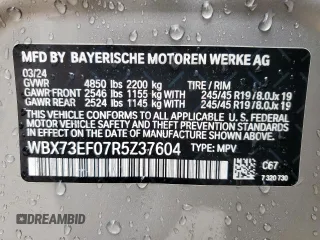 MFD BY BAYERISCHE MOTOREN WERKE AG
03/24
GVWR 4850 lbs 2200 kg TIRE / RIM
GAWR FRONT 2546 lbs 1155 kg 245/45 R19 / 8.0J x 19
GAWR REAR 2524 lbs 1145 kg 245/45 R19 / 8.0J x 19
THIS VEHICLE CONFORMS TO ALL APPLICABLE U.S. FEDERAL
MOTOR VEHICLE SAFETY, BUMPER, AND THEFT PREVENTION
STANDARDS IN EFFECT ON THE DATE OF MANUFACTURE SHOWN ABOVE.
WBX73EF07R5Z37604 TYPE: MPV
C67
7 320 730
DREAMBID